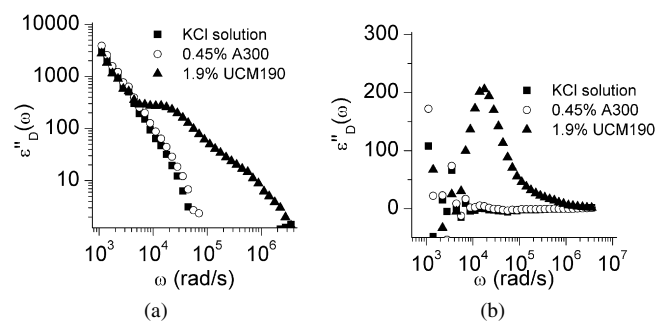 10000
1000
100
10
ε"D(ω)
KCl solution
0.45% A300
1.9% UCM190
10³ 10⁴ 10⁵ 10⁶
ω (rad/s)
(a)
300
200
100
0
ε"D(ω)
KCl solution
0.45% A300
1.9% UCM190
10³ 10⁴ 10⁵ 10⁶ 10⁷
ω (rad/s)
(b)